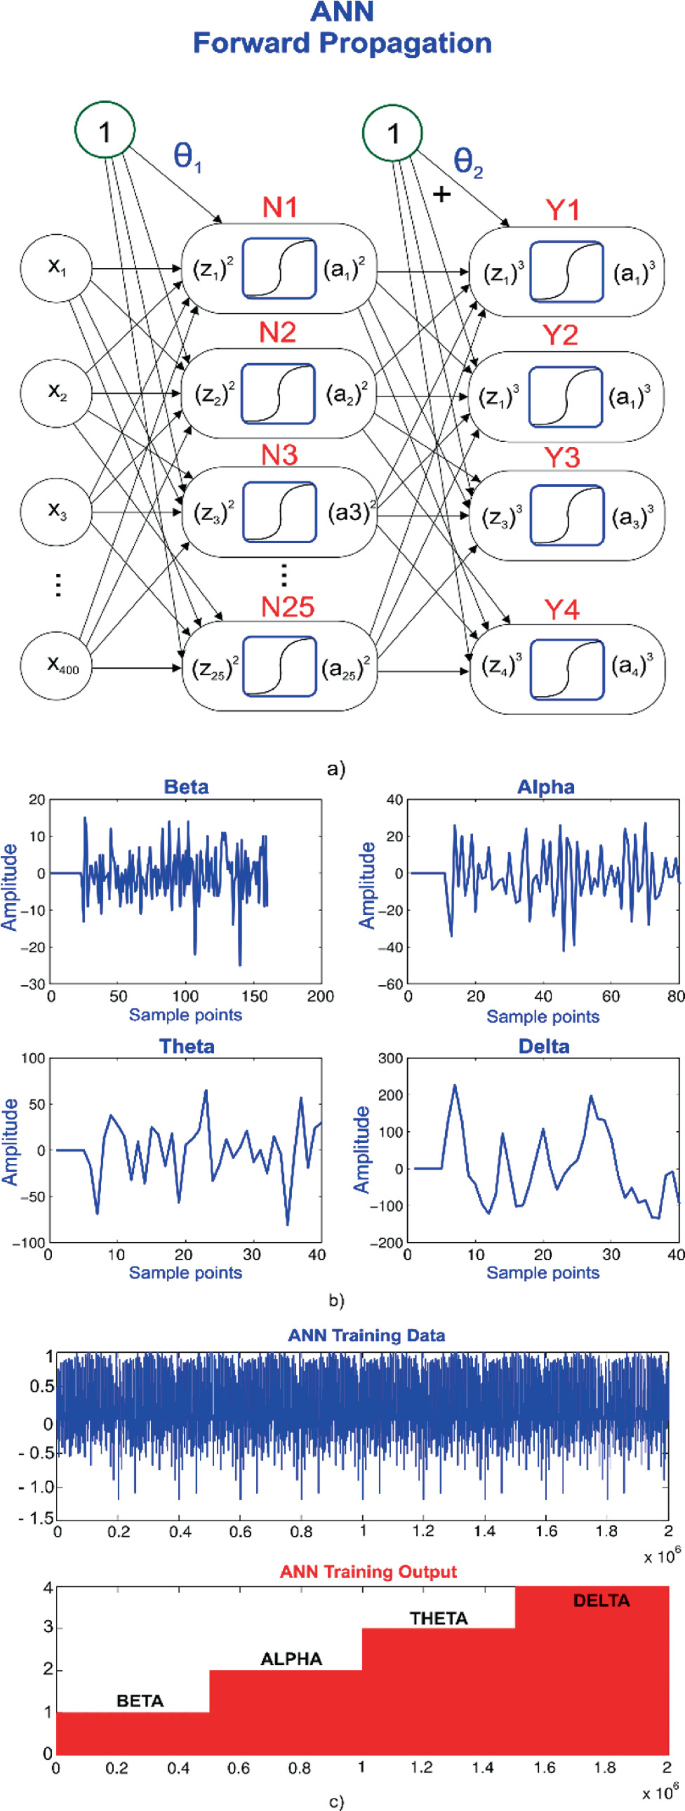 ANN
Forward Propagation
1 θ1 1 θ2
+
N1 Y1
x1 (z1)2 (a1)2 (z1)3 (a1)3
N2 Y2
x2 (z2)2 (a2)2 (z1)3 (a1)3
N3 Y3
x3 (z3)2 (a3)2 (z3)3 (a3)3
... ...
N25 Y4
x400 (z25)2 (a25)2 (z4)3 (a4)3
a)
Beta Alpha
Amplitude
20
10
0
−10
−20
−30
0 50 100 150 200
Sample points
Amplitude
40
20
0
−20
−40
−60
0 20 40 60 80
Sample points
Theta Delta
Amplitude
100
50
0
−50
−100
0 10 20 30 40
Sample points
Amplitude
300
200
100
0
−100
−200
0 10 20 30 40
Sample points
b)
ANN Training Data
1
0.5
0
- 0.5
- 1.0
- 1.5
0 0.2 0.4 0.6 0.8 1 1.2 1.4 1.6 1.8 2
x 10^6
ANN Training Output
4
3
2
1
0
BETA
ALPHA
THETA
DELTA
0 0.2 0.4 0.6 0.8 1 1.2 1.4 1.6 1.8 2
x 10^6
c)